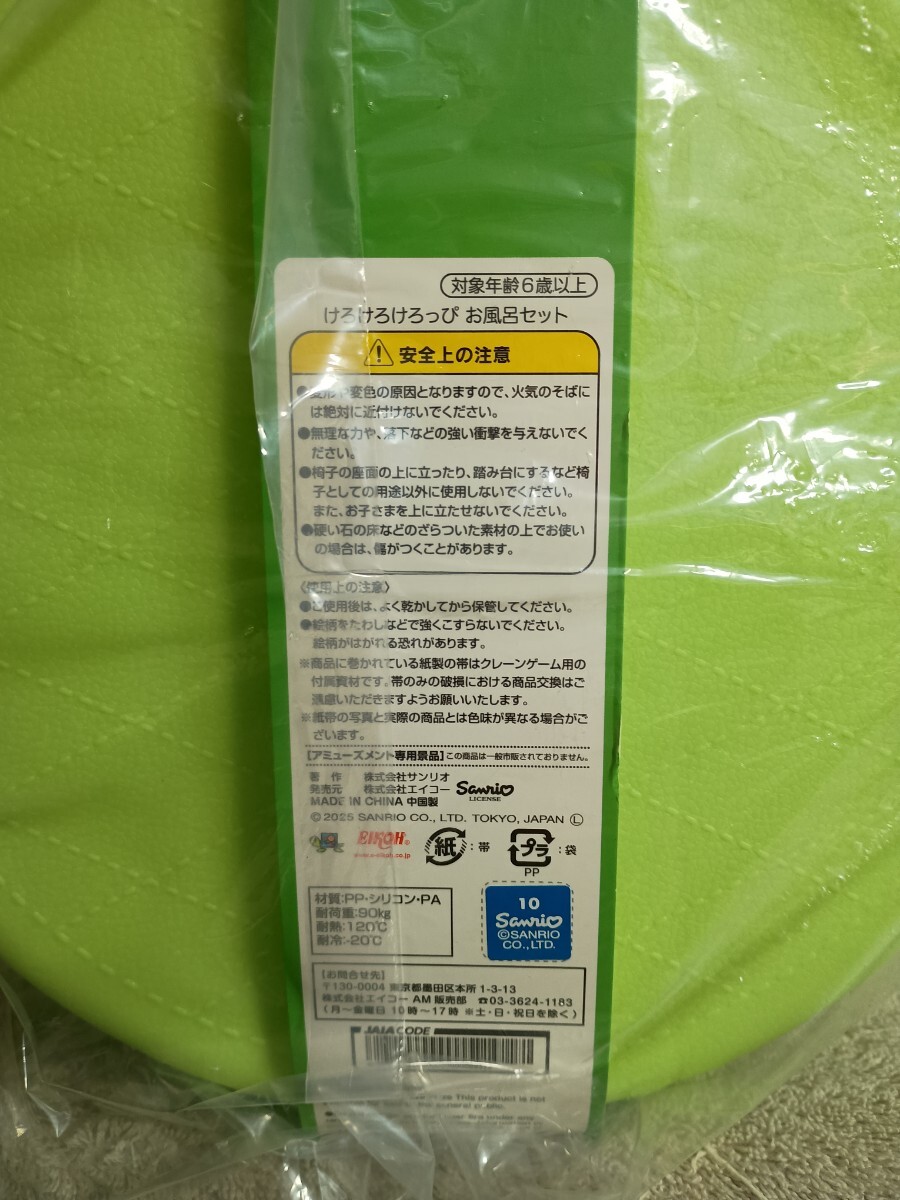 対象年齢6歳以上
けろけろけろっぴ お風呂セット
安全上の注意
●変形や変色の原因となりますので、火気のそばに
は絶対に近付けないでください。
●無理な力や、落下などの強い衝撃を与えないでく
ださい。
●椅子の座面の上に立ったり、踏み台にするなど椅
子としての用途以外に使用しないでください。
また、お子さまを上に立たせないでください。
●硬い石の床などのざらついた素材の上でお使い
の場合は、傷がつくことがあります。
〈使用上の注意〉
●ご使用後は、よく乾かしてから保管してください。
●絵柄をたわしなどで強くこすらないでください。
絵柄がはがれる恐れがあります。
※商品に巻かれている紙製の帯はクレーンゲーム用の
付属資材です。帯のみの破損における商品交換はご
遠慮いただきますようお願いいたします。
※紙帯の写真と実際の商品とは色味が異なる場合がご
ざいます。
【アミューズメント専用景品】この商品は一般市販されておりません。
著 作 株式会社サンリオ
発売元 株式会社エイコー Sanrio LICENSE
MADE IN CHINA 中国製
©2025 SANRIO CO., LTD. TOKYO, JAPAN Ⓛ
EIKOH® 紙:帯 プラ:袋
PP
材質:PP・シリコン・PA
耐荷重:90kg
耐熱:120℃
耐冷:-20℃
10
Sanrio
©SANRIO
CO.,LTD.
【お問合せ先】
〒130-0004 東京都墨田区本所 1-3-13
株式会社エイコー AM 販売部 ☎03-3624-1183
(月〜金曜日 10時〜17時 ※土・日・祝日を除く)
JAIA CODE
This product is not
the general public.